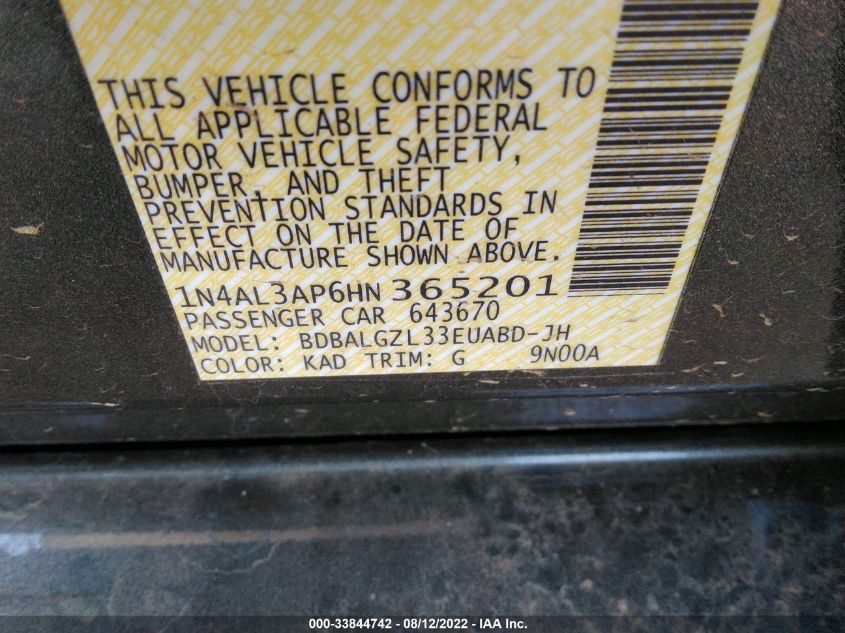 THIS VEHICLE CONFORMS TO
ALL APPLICABLE FEDERAL
MOTOR VEHICLE SAFETY,
BUMPER, AND THEFT
PREVENTION STANDARDS IN
EFFECT ON THE DATE OF
MANUFACTURE SHOWN ABOVE.
1N4AL3AP6HN 365201
PASSENGER CAR 643670
MODEL: BDBALGZL33EUABD-JH
COLOR: KAD TRIM: G 9N00A
000-33844742 - 08/12/2022 - IAA Inc.